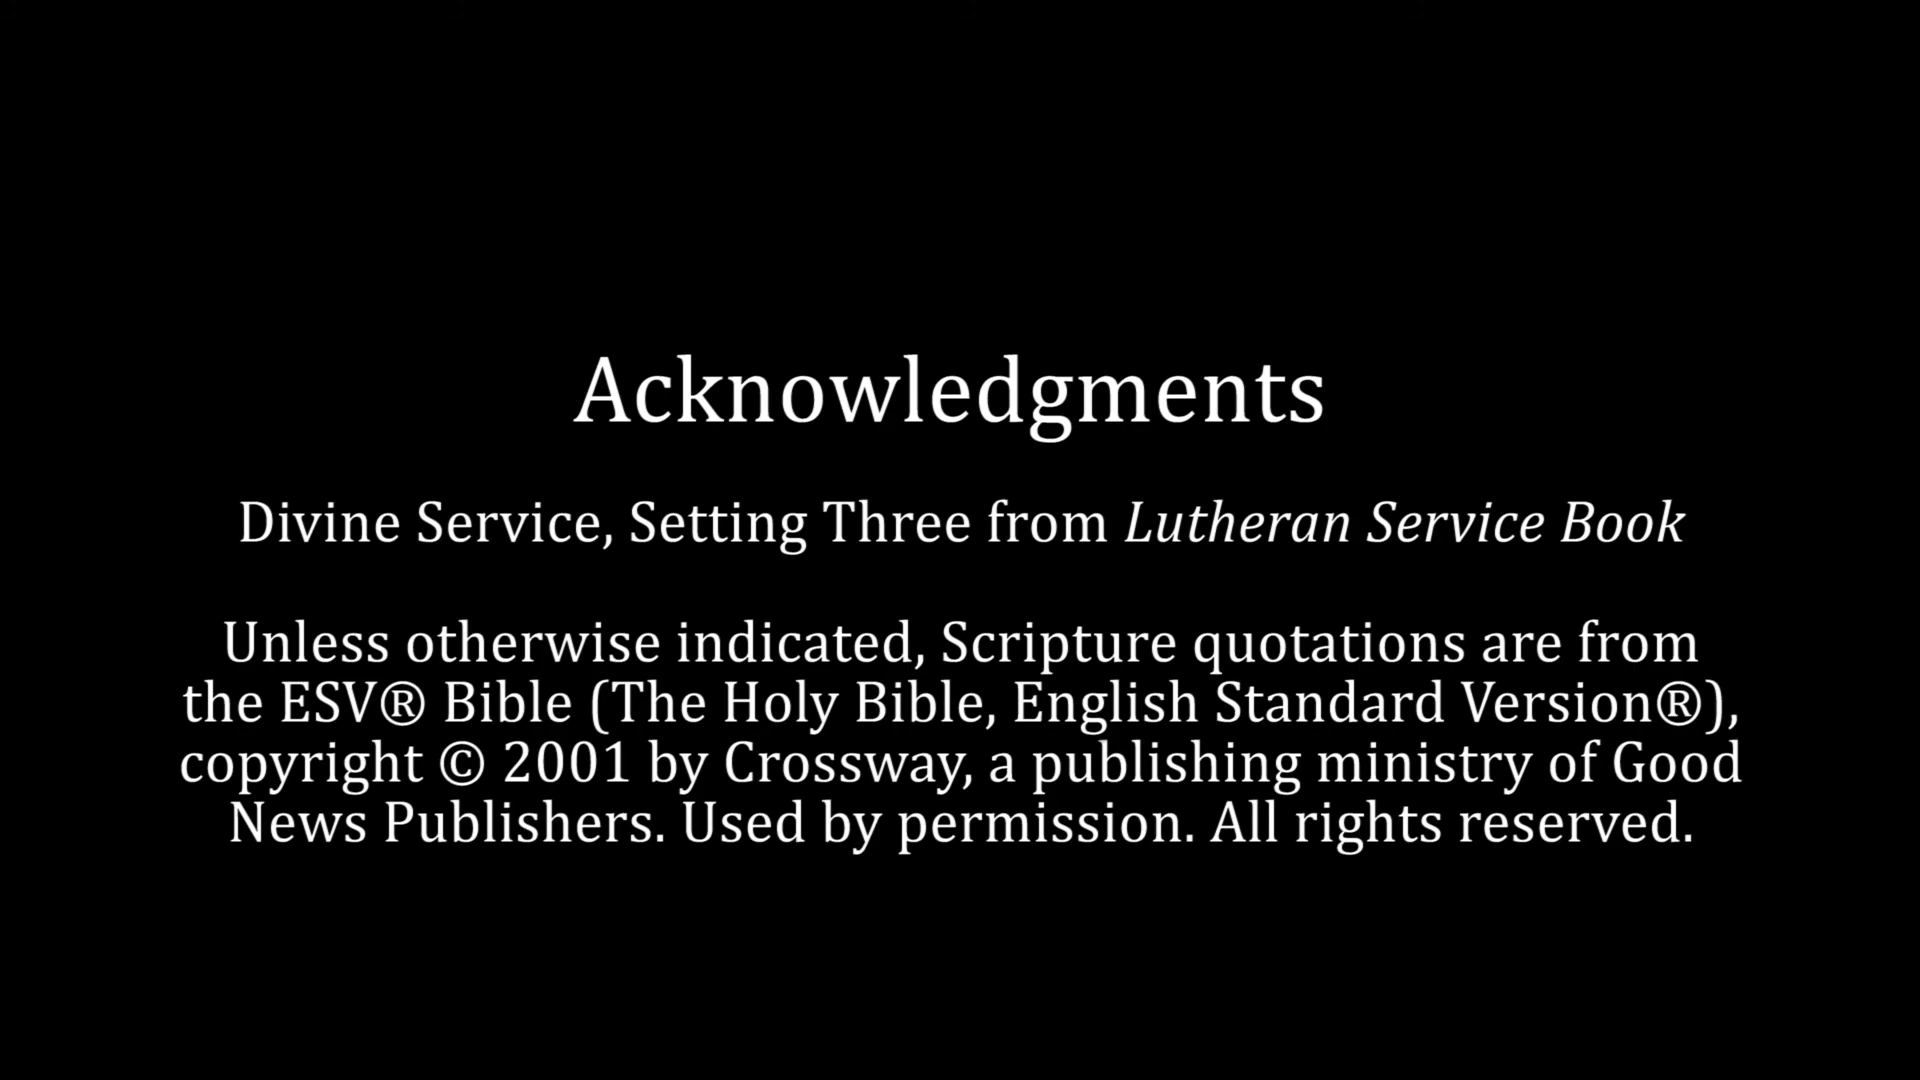 Acknowledgments
Divine Service, Setting Three from Lutheran Service Book
Unless otherwise indicated, Scripture quotations are from
the ESV® Bible (The Holy Bible, English Standard Version®),
copyright © 2001 by Crossway, a publishing ministry of Good
News Publishers. Used by permission. All rights reserved.